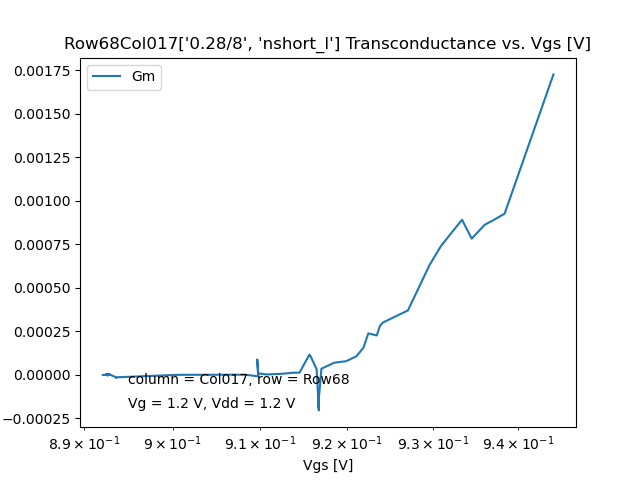 Row68Col017['0.28/8', 'nshort_l'] Transconductance vs. Vgs [V]
Gm
0.00175
0.00150
0.00125
0.00100
0.00075
0.00050
0.00025
0.00000
−0.00025
column = Col017, row = Row68
Vg = 1.2 V, Vdd = 1.2 V
8.9 × 10⁻¹ 9 × 10⁻¹ 9.1 × 10⁻¹ 9.2 × 10⁻¹ 9.3 × 10⁻¹ 9.4 × 10⁻¹
Vgs [V]